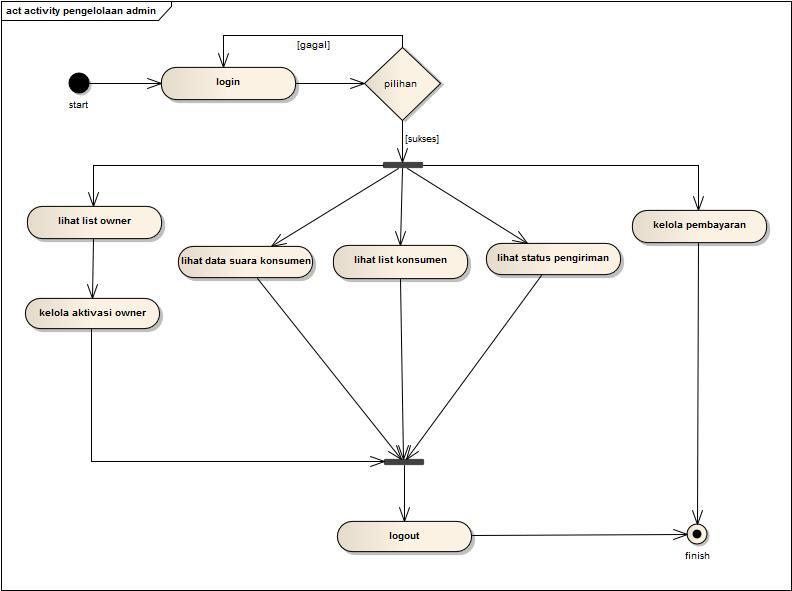 act activity pengelolaan admin
[gagal]
login
pilihan
start
[sukses]
lihat list owner
kelola pembayaran
lihat data suara konsumen
lihat list konsumen
lihat status pengiriman
kelola aktivasi owner
logout
finish